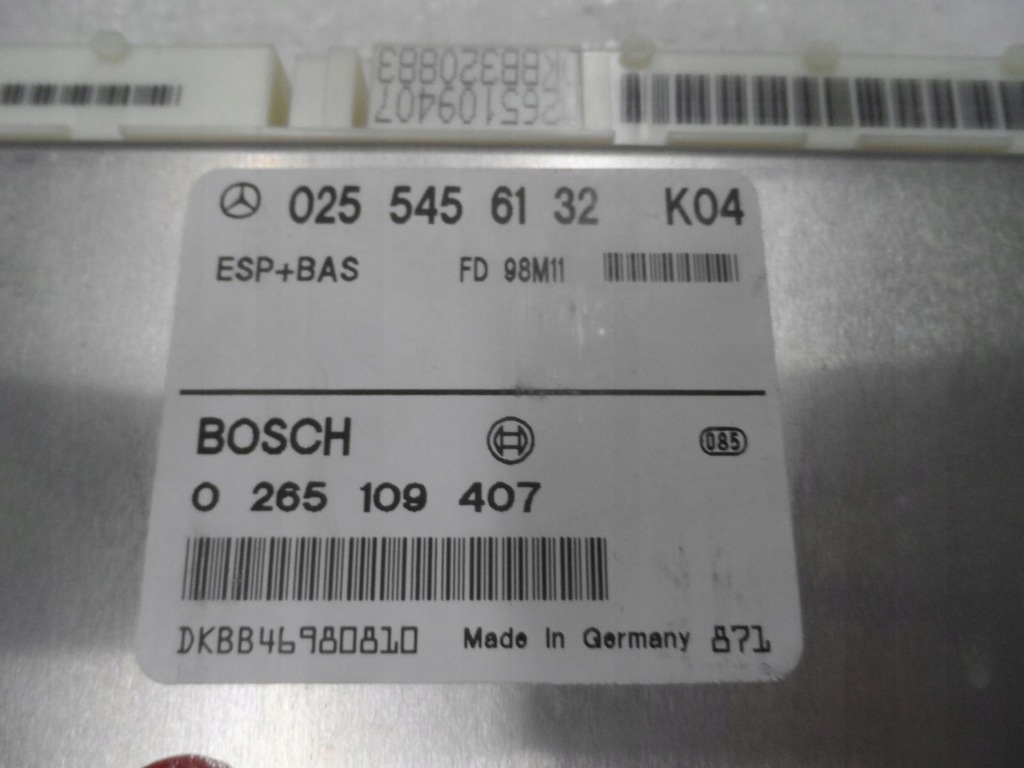 KB320883
265109407
025 545 61 32 K04
ESP+BAS FD 98M11
BOSCH 085
0 265 109 407
DKBB46980810 Made In Germany 871